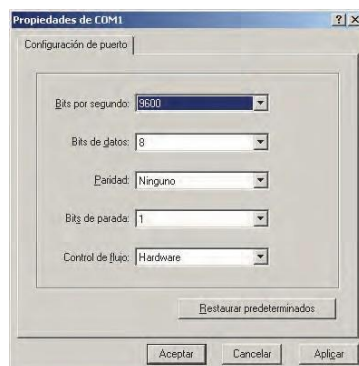 Propiedades de COM1
Configuración de puerto
Bits por segundo: 9600
Bits de datos: 8
Paridad: Ninguno
Bits de parada: 1
Control de flujo: Hardware
Restaurar predeterminados
Aceptar Cancelar Aplicar